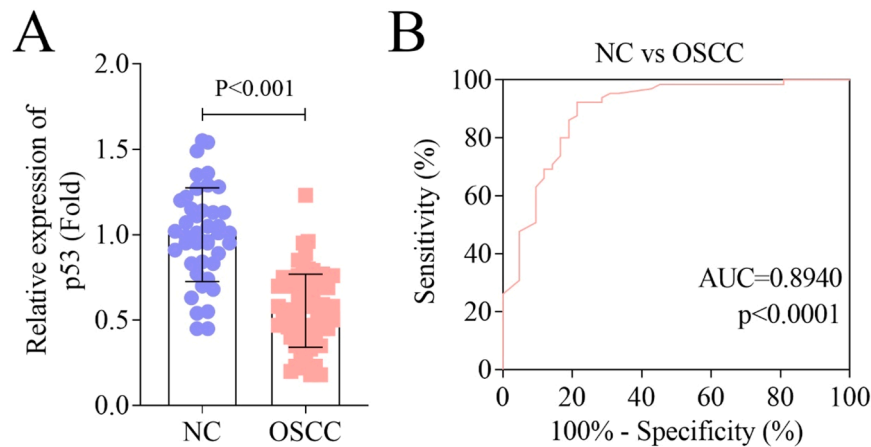 A
Relative expression of
p53 (Fold)
2.0
1.5
1.0
0.5
0.0
P<0.001
NC
OSCC
B
NC vs OSCC
Sensitivity (%)
100
80
60
40
20
0
AUC=0.8940
p<0.0001
0 20 40 60 80 100
100% - Specificity (%)